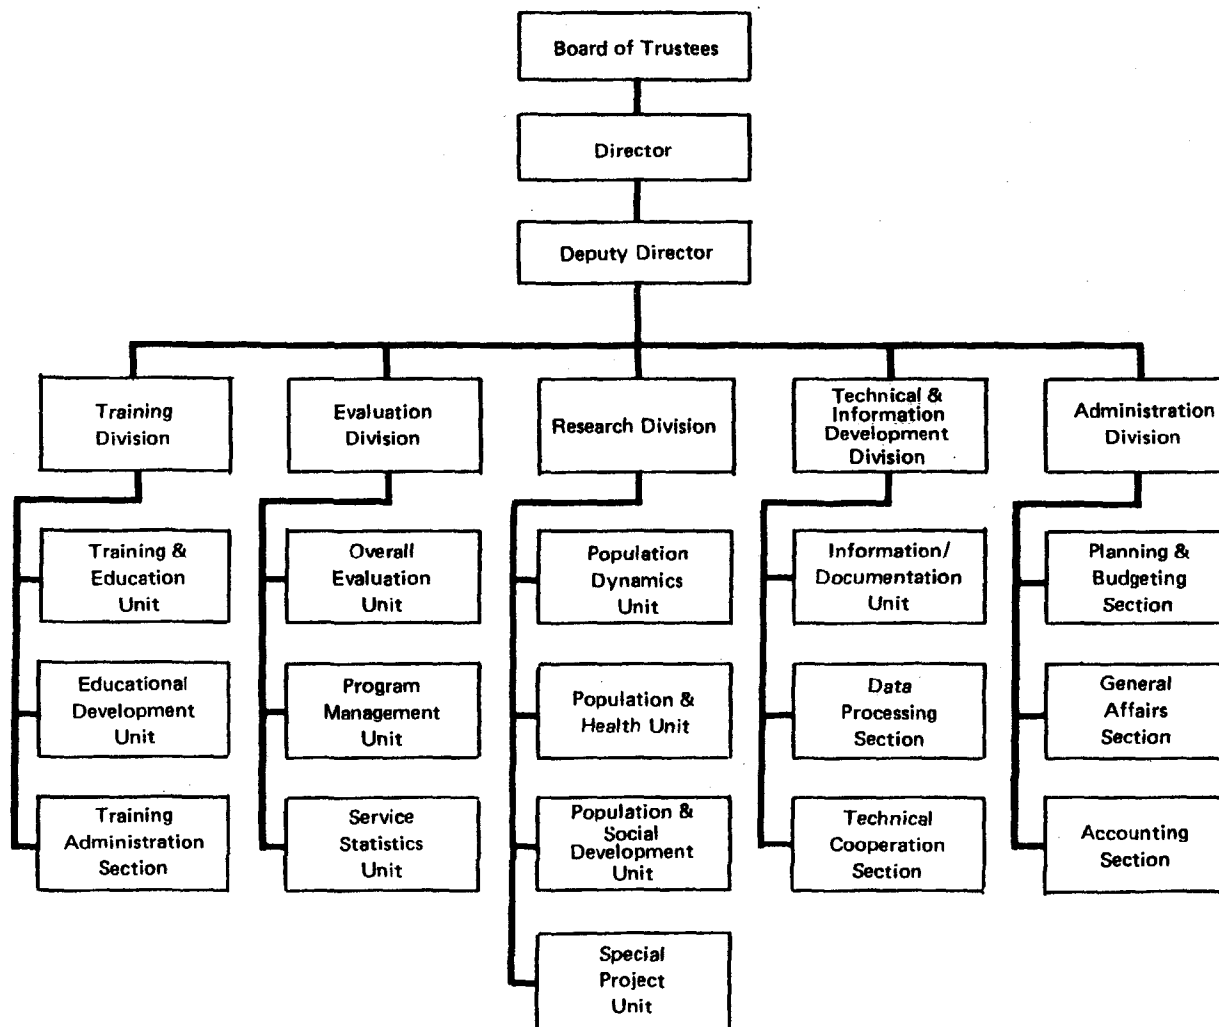 Board of Trustees
Director
Deputy Director
Training
Division
Evaluation
Division
Research Division
Technical &
Information
Development
Division
Administration
Division
Training &
Education
Unit
Overall
Evaluation
Unit
Population
Dynamics
Unit
Information/
Documentation
Unit
Planning &
Budgeting
Section
Educational
Development
Unit
Program
Management
Unit
Population &
Health Unit
Data
Processing
Section
General
Affairs
Section
Training
Administration
Section
Service
Statistics
Unit
Population &
Social
Development
Unit
Technical
Cooperation
Section
Accounting
Section
Special
Project
Unit